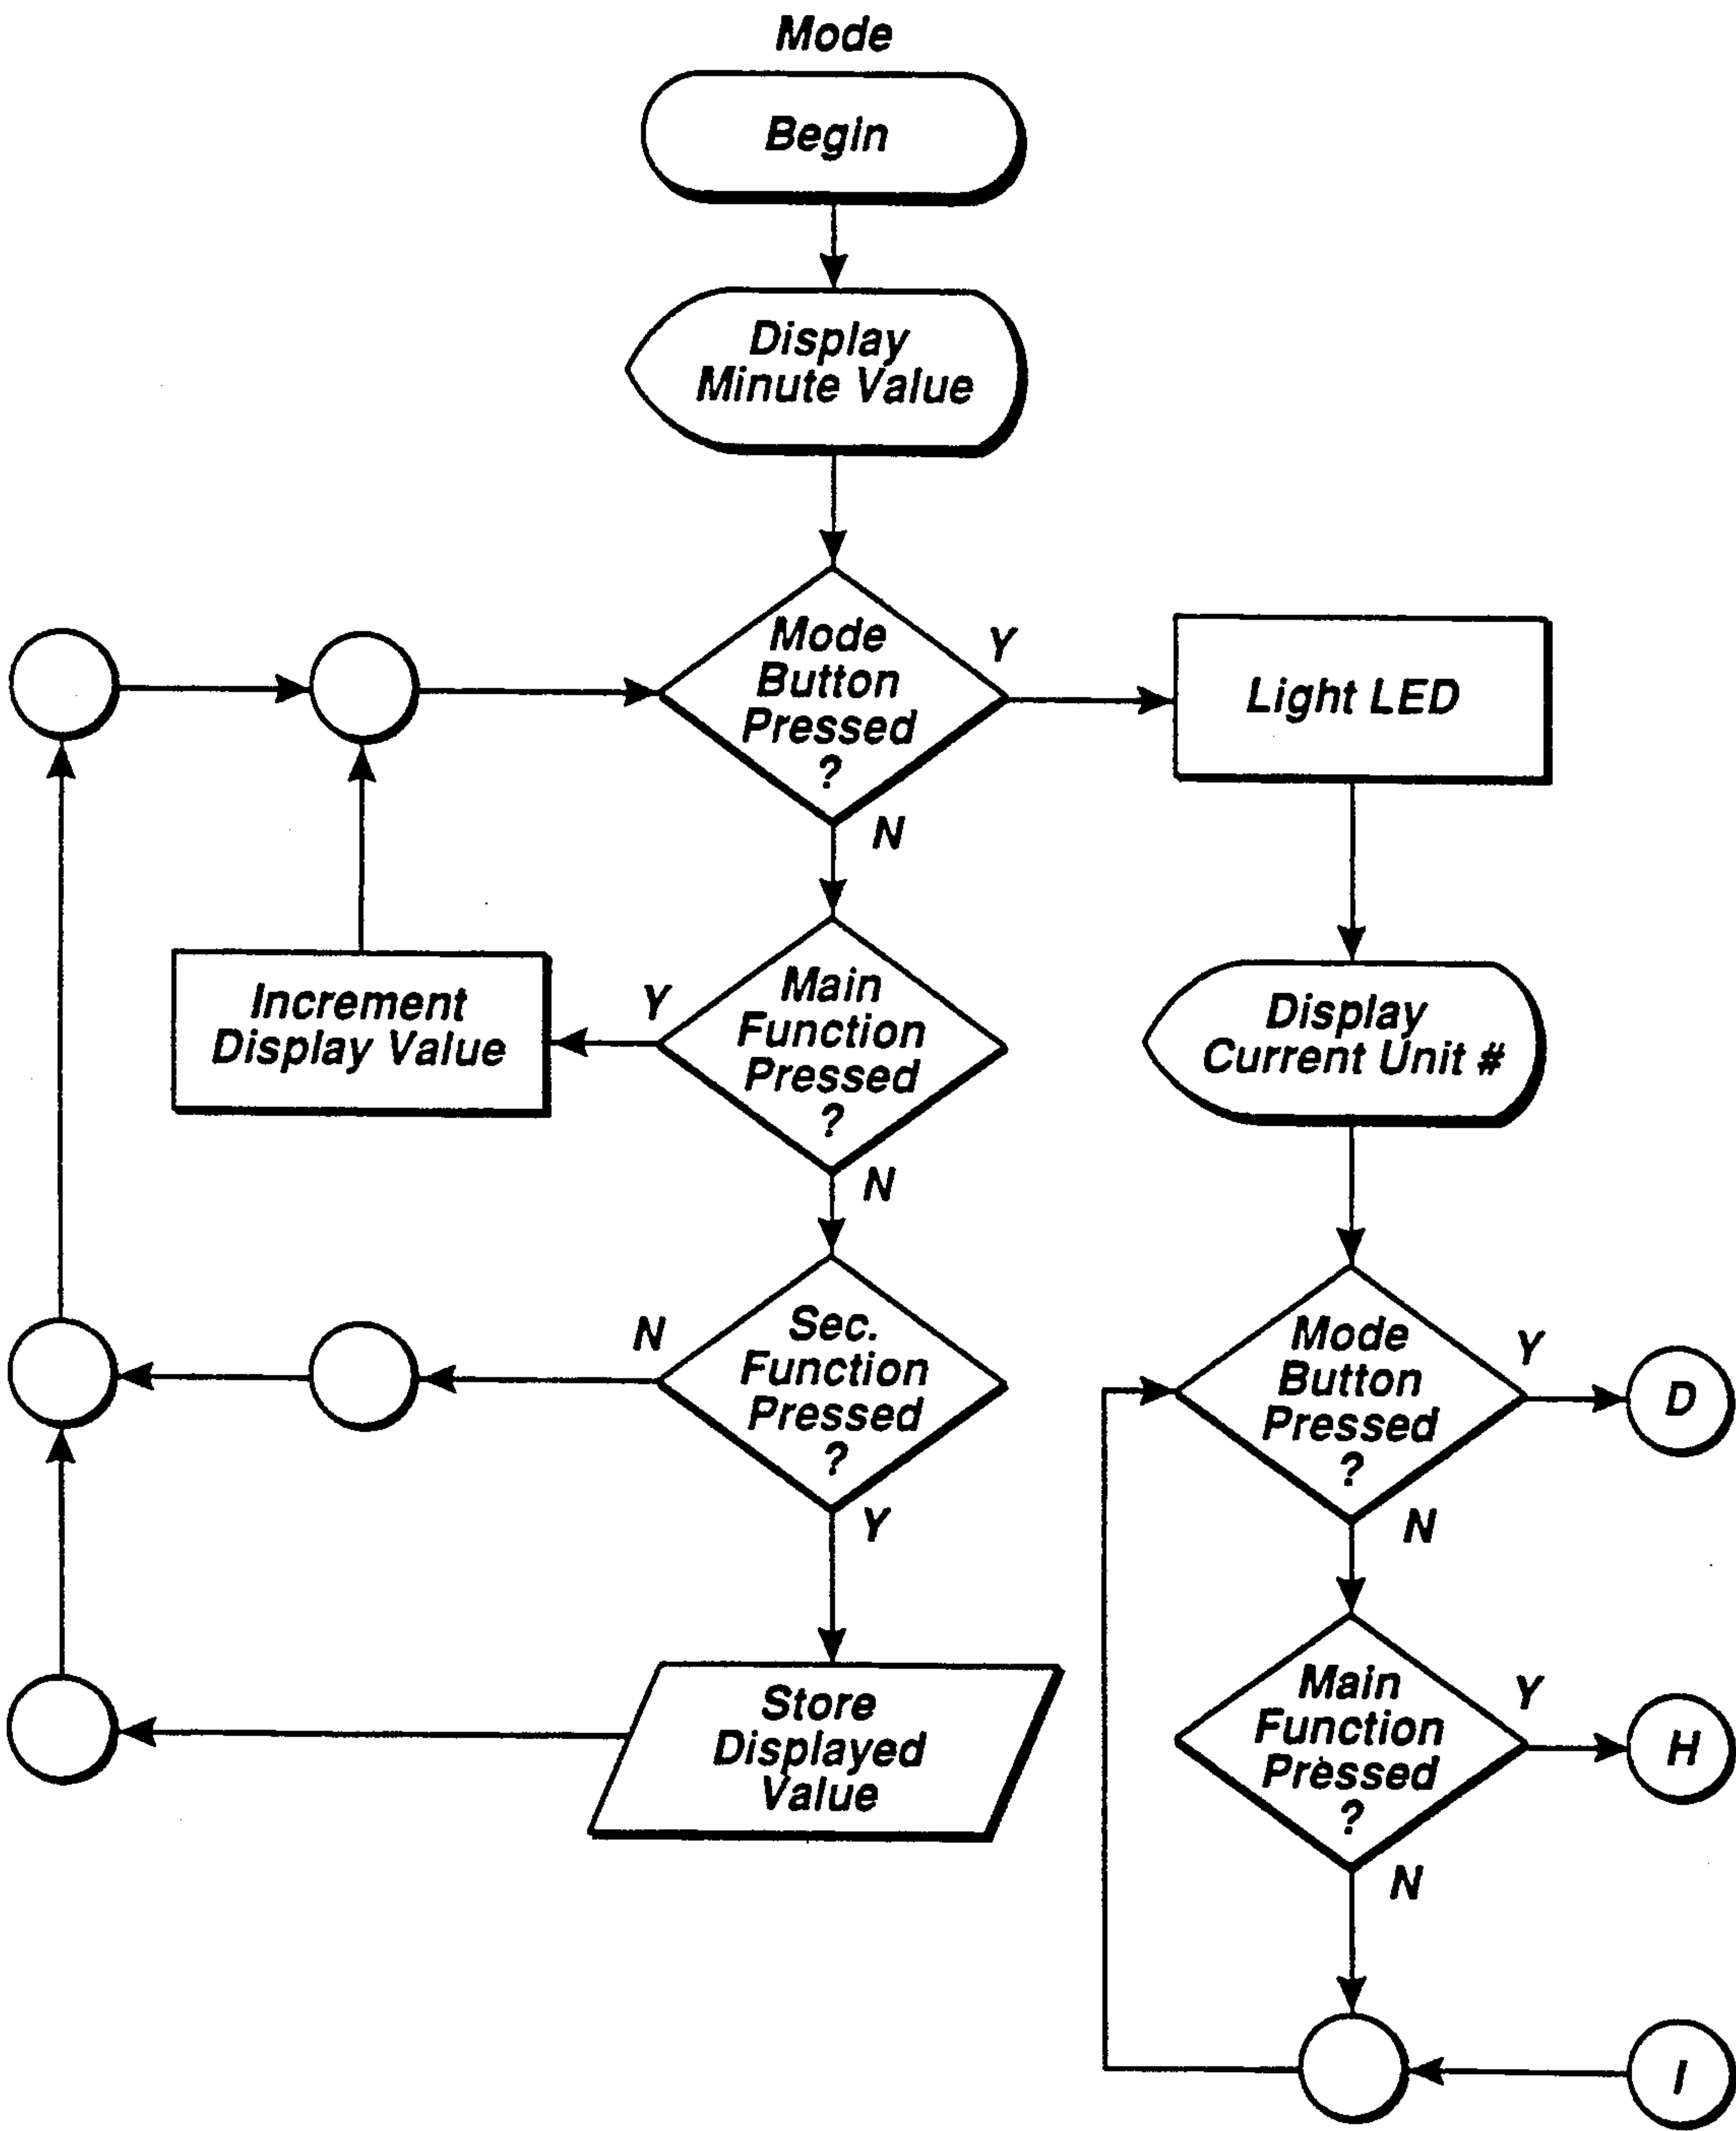 Mode
Begin
Display
Minute Value
Mode
Button
Pressed
?
Y
N
Light LED
Main
Function
Pressed
?
Y
N
Increment
Display Value
Display
Current Unit #
Sec.
Function
Pressed
?
N
Y
Mode
Button
Pressed
?
Y
N
D
Store
Displayed
Value
Main
Function
Pressed
?
Y
N
H
I